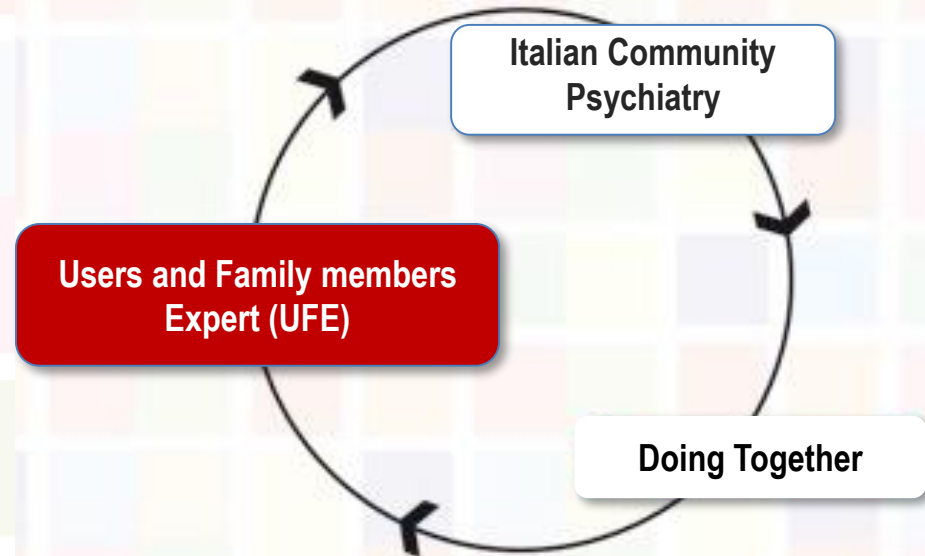 Italian Community
Psychiatry
Users and Family members
Expert (UFE)
Doing Together